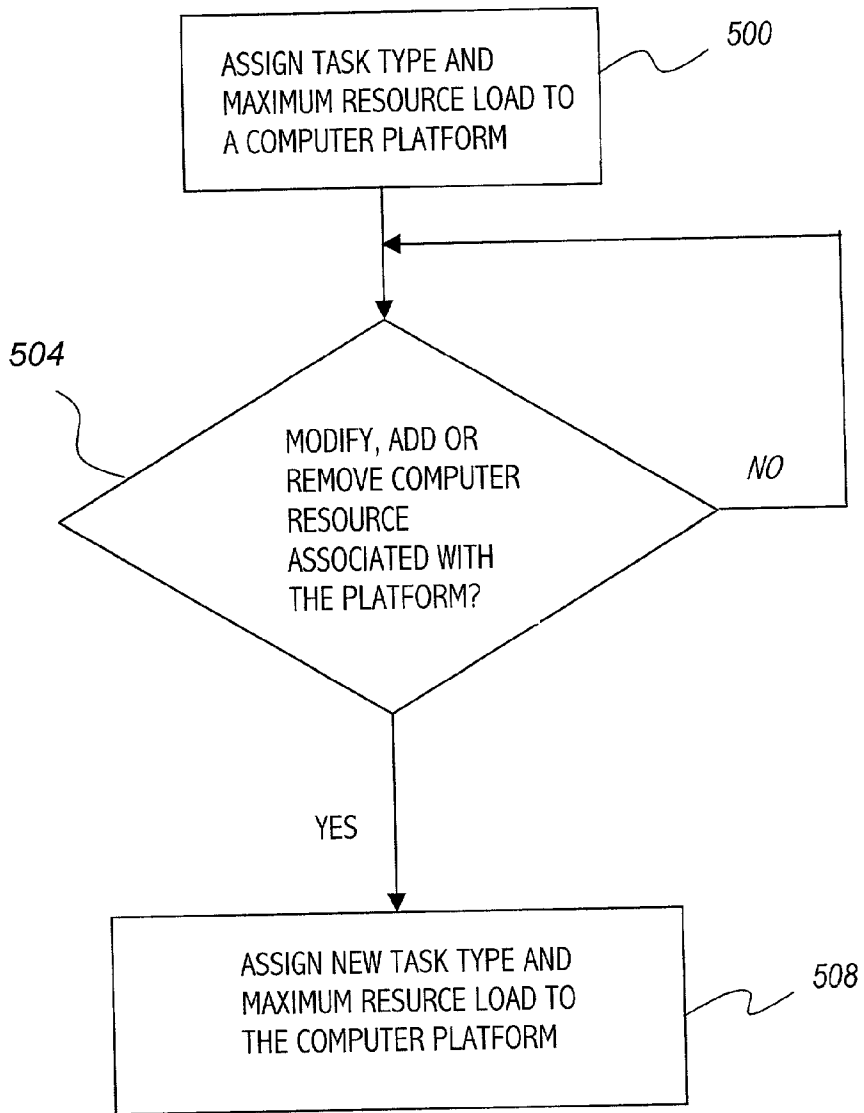 ASSIGN TASK TYPE AND
MAXIMUM RESOURCE LOAD TO
A COMPUTER PLATFORM
500
504
MODIFY, ADD OR
REMOVE COMPUTER
RESOURCE
ASSOCIATED WITH
THE PLATFORM?
NO
YES
ASSIGN NEW TASK TYPE AND
MAXIMUM RESURCE LOAD TO
THE COMPUTER PLATFORM
508